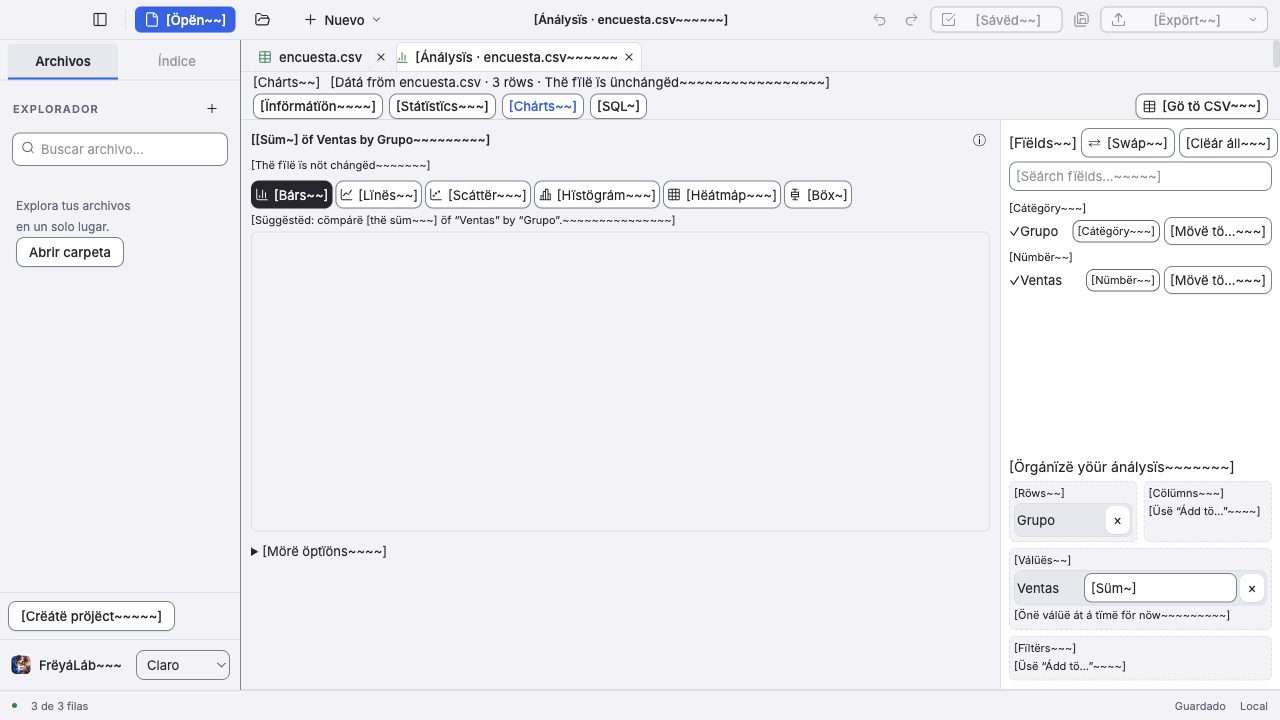 [Öpën~~]
Nuevo
[Ánálysïs · encuesta.csv~~~~~~]
[Sávëd~~]
[Ëxpört~~]
Archivos
Índice
EXPLORADOR
Buscar archivo...
Explora tus archivos
en un solo lugar.
Abrir carpeta
[Crëátë pröjëct~~~~~]
FrëyáLáb~~~
Claro
encuesta.csv
[Ánálysïs · encuesta.csv~~~~~~
[Chárts~~] [Dátá fröm encuesta.csv · 3 röws · Thë fïlë ïs ünchángëd~~~~~~~~~~~~~~~~]
[Ïnförmátïön~~~~]
[Státïstïcs~~~]
[Chárts~~]
[SQL~]
[Gö tö CSV~~~]
[[Süm~] öf Ventas by Grupo~~~~~~~~~]
[Thë fïlë ïs nöt chángëd~~~~~~~]
[Bárs~~]
[Lïnës~~]
[Scáttër~~~]
[Hïstögrám~~~]
[Hëátmáp~~~]
[Böx~]
[Süggëstëd: cömpárë [thë süm~~~] öf “Ventas” by “Grupo”.~~~~~~~~~~~~~~~]
[Mörë öptïöns~~~~]
[Fïëlds~~]
[Swáp~~]
[Clëár áll~~~]
[Sëárch fïëlds...~~~~~]
[Cátëgöry~~~]
Grupo
[Cátëgöry~~~]
[Mövë tö...~~~]
[Nümbër~~]
Ventas
[Nümbër~~]
[Mövë tö...~~~]
[Örgánïzë yöür ánálysïs~~~~~~~]
[Röws~~]
Grupo
[Cölümns~~~]
[Üsë “Ádd tö...”~~~~]
[Válüës~~]
Ventas
[Süm~]
[Önë válüë át á tïmë för nöw~~~~~~~~~]
[Fïltërs~~~]
[Üsë “Ádd tö...”~~~~]
3 de 3 filas
Guardado
Local